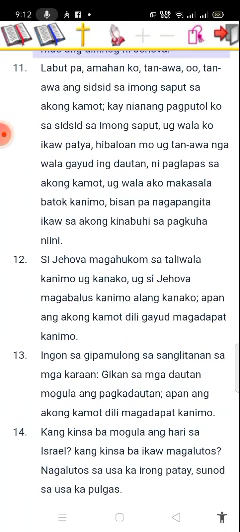 9:12
11. Labut pa, amahan ko, tan-awa, oo, tan-
awa ang sidsid sa imong saput sa
akong kamot; kay nianang pagputol ko
sa sidsid sa imong saput, ug wala ko
ikaw patya, hibaloan mo ug tan-awa nga
wala gayud ing dautan, ni paglapas sa
akong kamot, ug wala ako makasala
batok kanimo, bisan pa nagapangita
ikaw sa akong kinabuhi sa pagkuha
niini.
12. Si Jehova magahukom sa taliwala
kanimo ug kanako, ug si Jehova
magabalus kanimo alang kanako; apan
ang akong kamot dili gayud magadapat
kanimo.
13. Ingon sa gipamulong sa sanglitanan sa
mga karaan: Gikan sa mga dautan
mogula ang pagkadautan; apan ang
akong kamot dili magadapat kanimo.
14. Kang kinsa ba mogula ang hari sa
Israel? kang kinsa ba ikaw magalutos?
Nagalutos sa usa ka irong patay, sunod
sa usa ka pulgas.